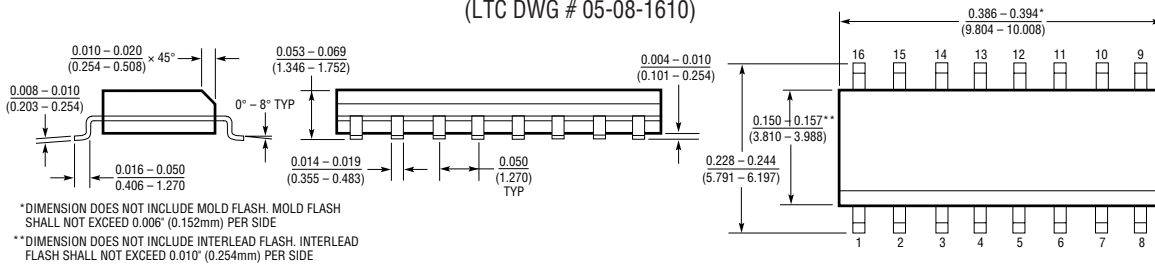 (LTC DWG # 05-08-1610)
0.386 – 0.394*
(9.804 – 10.008)
16 15 14 13 12 11 10 9
0.010 – 0.020
(0.254 – 0.508)
× 45°
0.053 – 0.069
(1.346 – 1.752)
0.004 – 0.010
(0.101 – 0.254)
0.008 – 0.010
(0.203 – 0.254)
0° – 8° TYP
0.150 – 0.157**
(3.810 – 3.988)
0.228 – 0.244
(5.791 – 6.197)
0.016 – 0.050
0.406 – 1.270
0.014 – 0.019
(0.355 – 0.483)
0.050
(1.270)
TYP
1 2 3 4 5 6 7 8
*DIMENSION DOES NOT INCLUDE MOLD FLASH. MOLD FLASH
SHALL NOT EXCEED 0.006" (0.152mm) PER SIDE
**DIMENSION DOES NOT INCLUDE INTERLEAD FLASH. INTERLEAD
FLASH SHALL NOT EXCEED 0.010" (0.254mm) PER SIDE